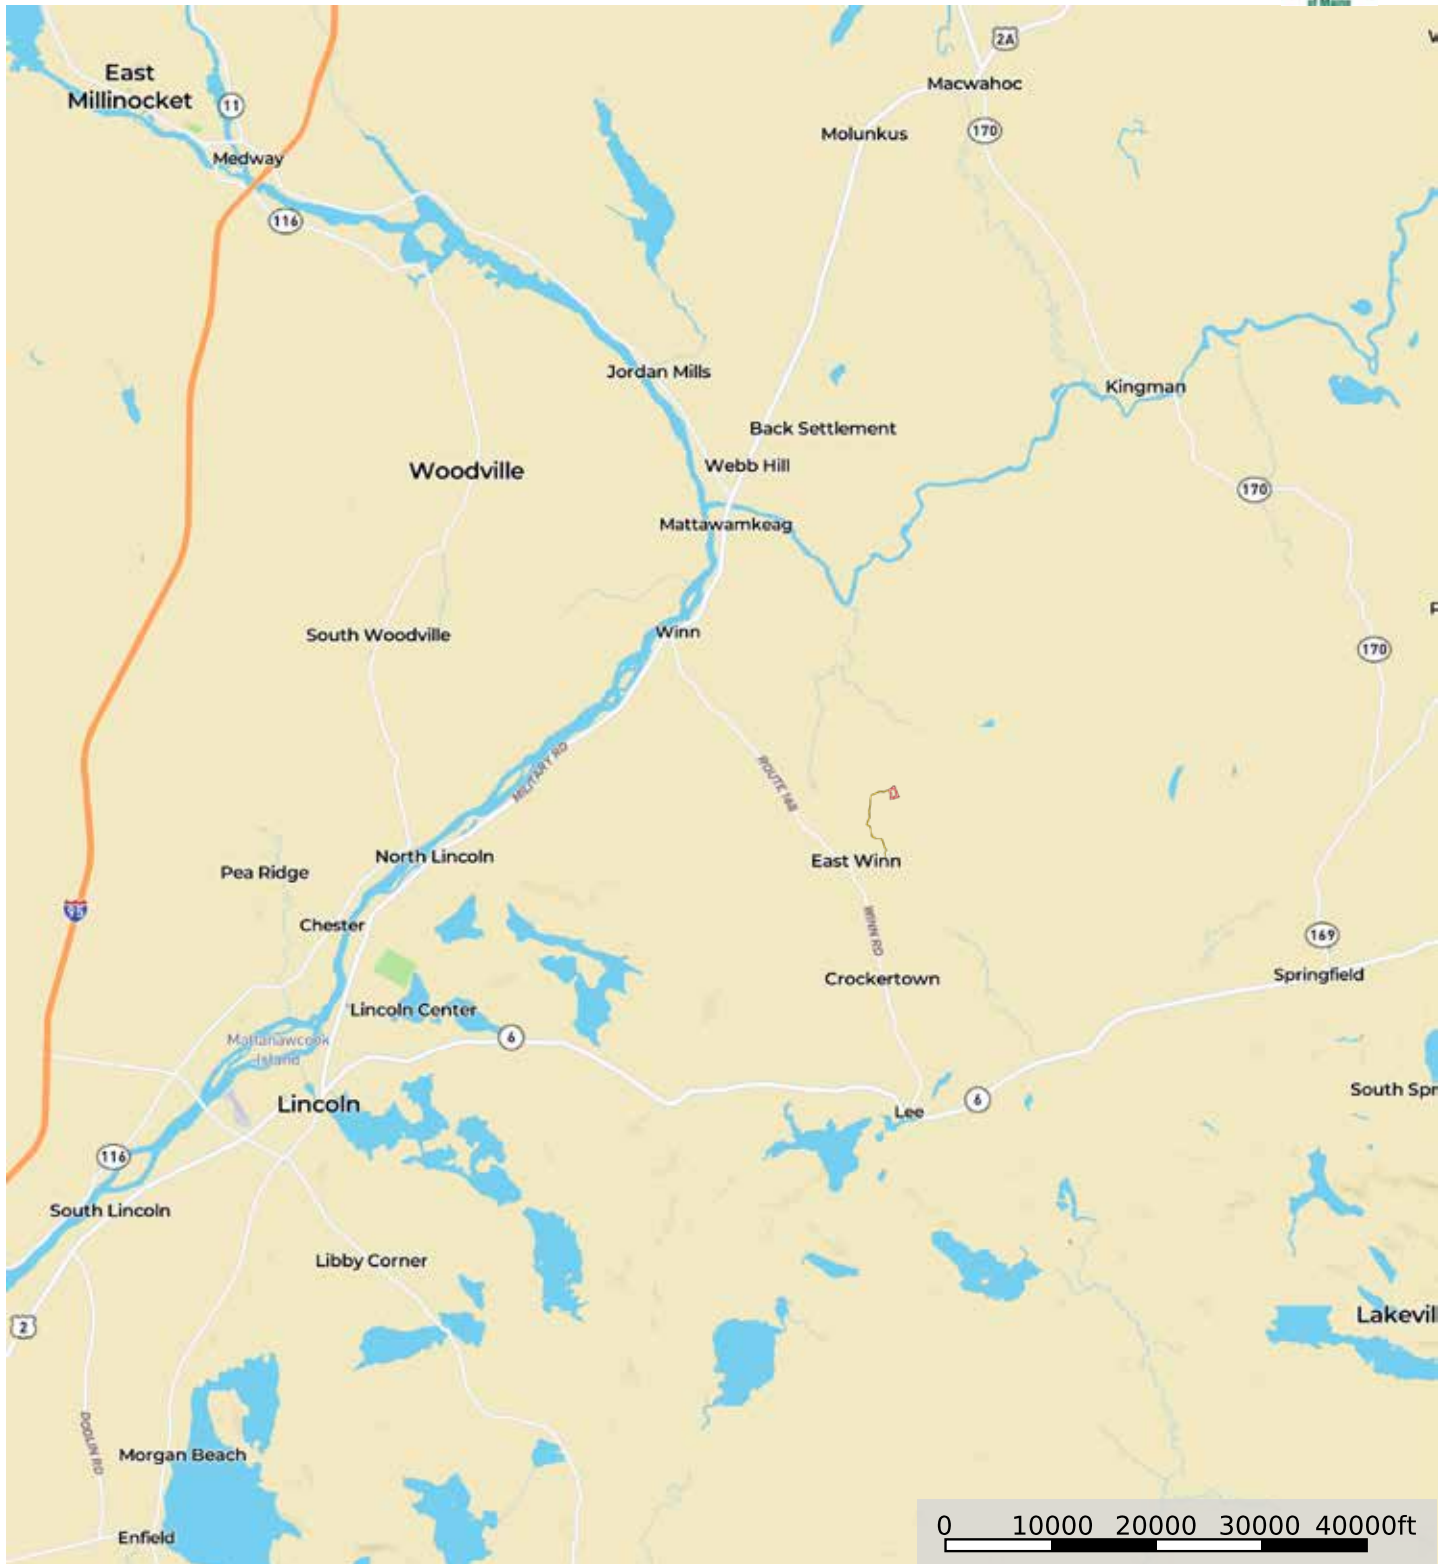 of Maine
2A
East
Millinocket
Macwahoc
11
Molunkus
170
Medway
116
Jordan Mills
Kingman
Back Settlement
Webb Hill
Woodville
170
Mattawamkeag
Winn
South Woodville
170
MILITARY RD
ROUTE 168
North Lincoln
East Winn
Pea Ridge
95
Chester
WINN RD
169
Springfield
Crockertown
Lincoln Center
6
Mattanawcook
Island
South Spr
Lincoln
6
Lee
116
South Lincoln
Libby Corner
Lakevill
2
DODLIN RD
Morgan Beach
Enfield
0 10000 20000 30000 40000ft